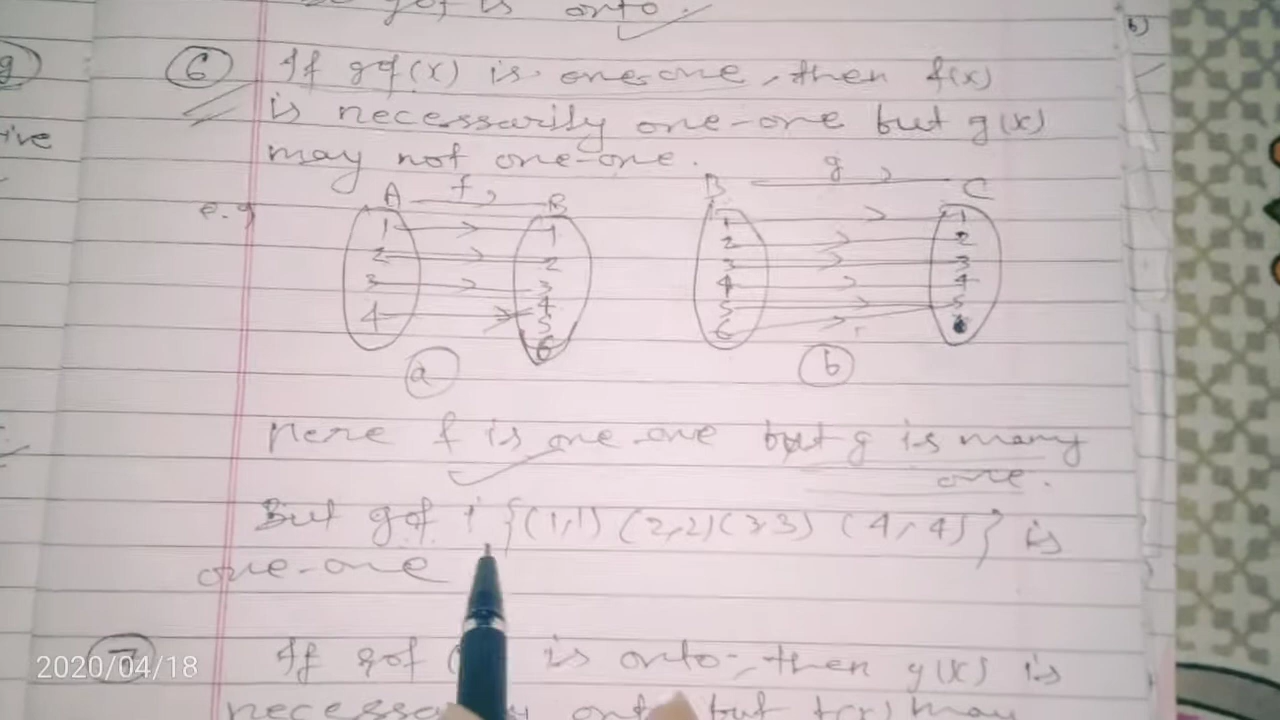 gof is onto.
b)
6 If gof(x) is one-one, then f(x)
is necessarily one-one but g(x)
ive
may not one-one.
e.g
A f B
1 1
2 2
3 3
4 4
5
6
a
B g C
1 1
2 2
3 3
4 4
5 5
6
b
Here f is one-one but g is many
one.
But gof : {(1,1) (2,2) (3,3) (4,4)} is
one-one
7 If gof is onto, then g(x) is
onto but f(x) may
2020/04/18